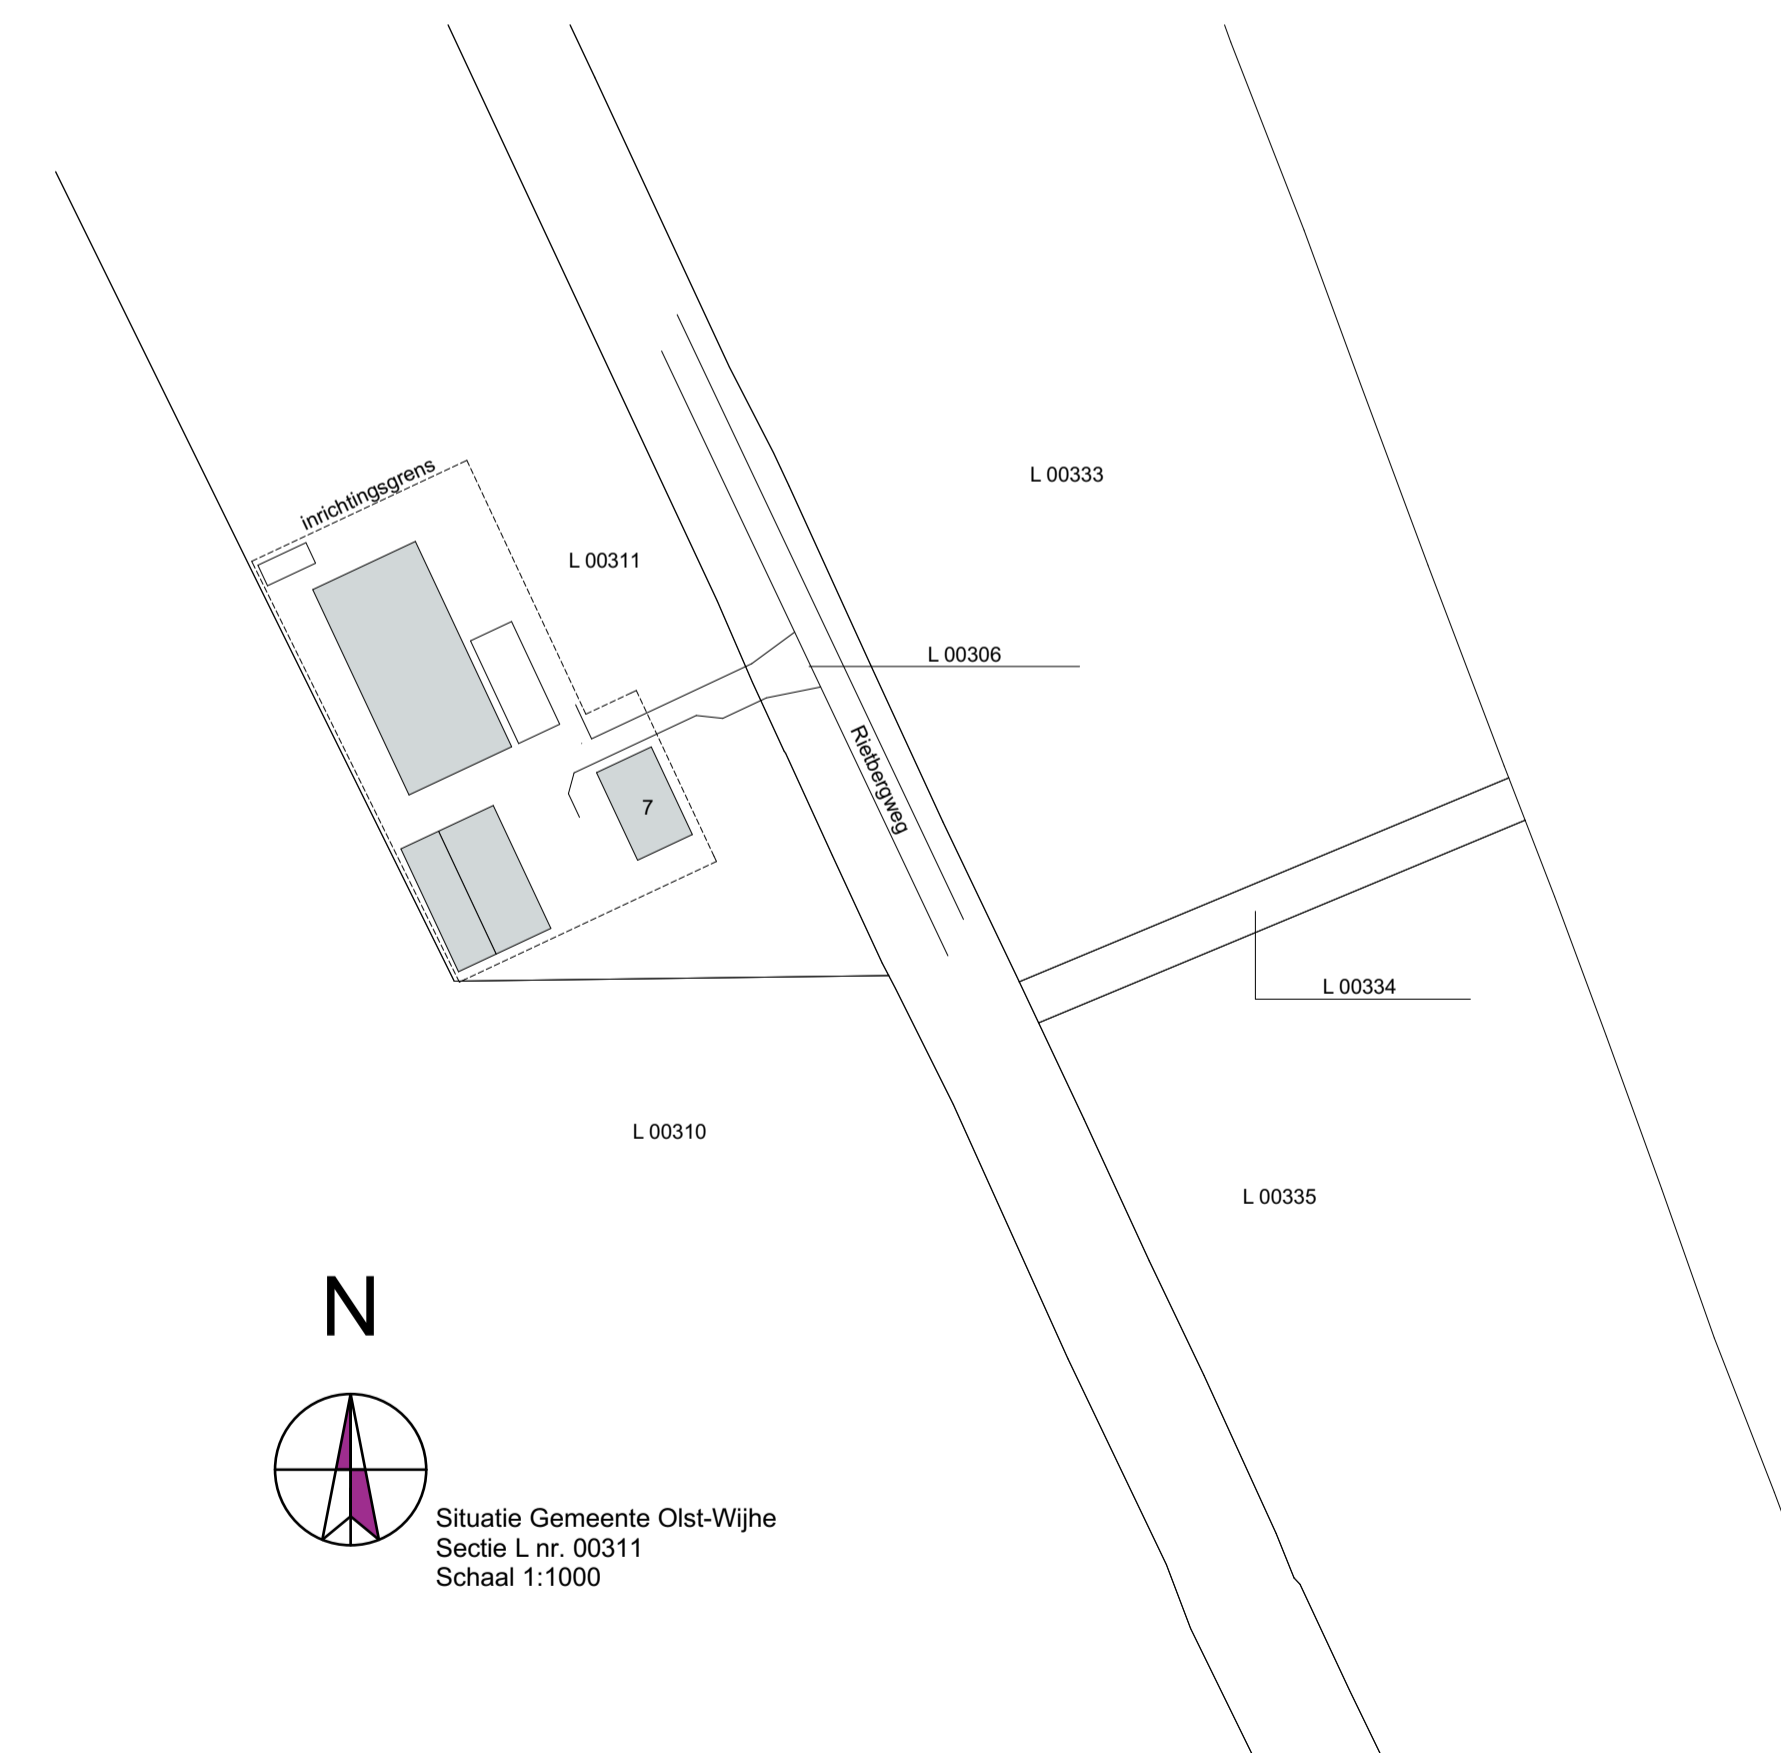 inrichtingsgrens
L 00333
L 00311
L 00306
Rietbergweg
7
L 00334
L 00310
L 00335
N
Situatie Gemeente Olst-Wijhe
Sectie L nr. 00311
Schaal 1:1000